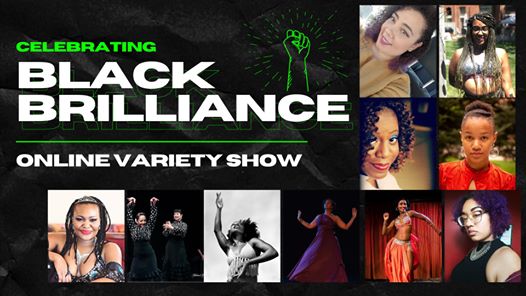 CELEBRATING
BLACK
BRILLIANCE
ONLINE VARIETY SHOW